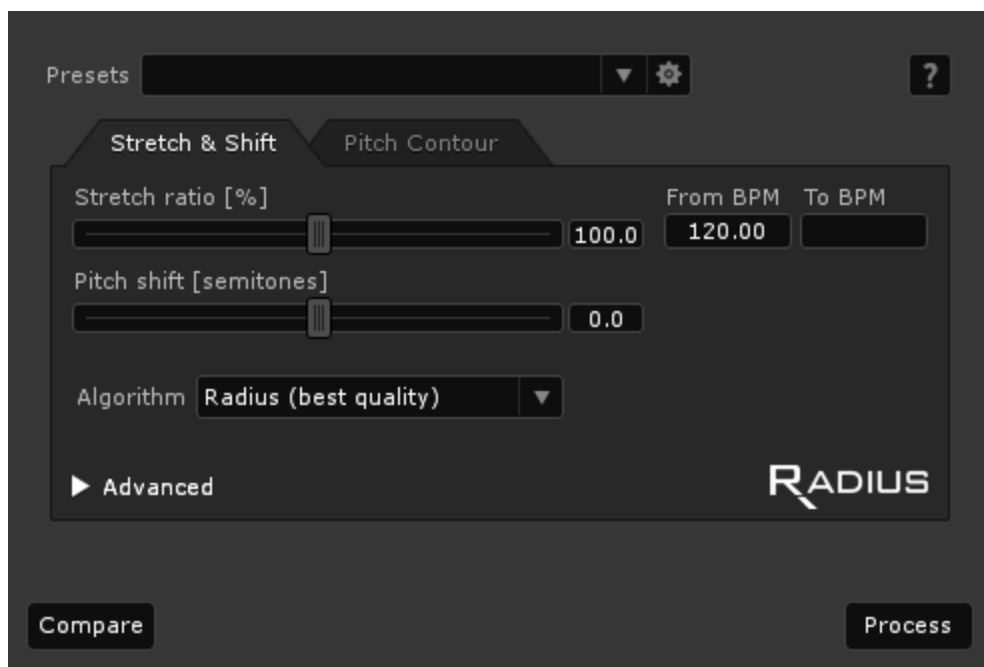 Presets
?
Stretch & Shift Pitch Contour
Stretch ratio [%] From BPM To BPM
100.0 120.00
Pitch shift [semitones]
0.0
Algorithm Radius (best quality)
Advanced RADIUS
Compare Process